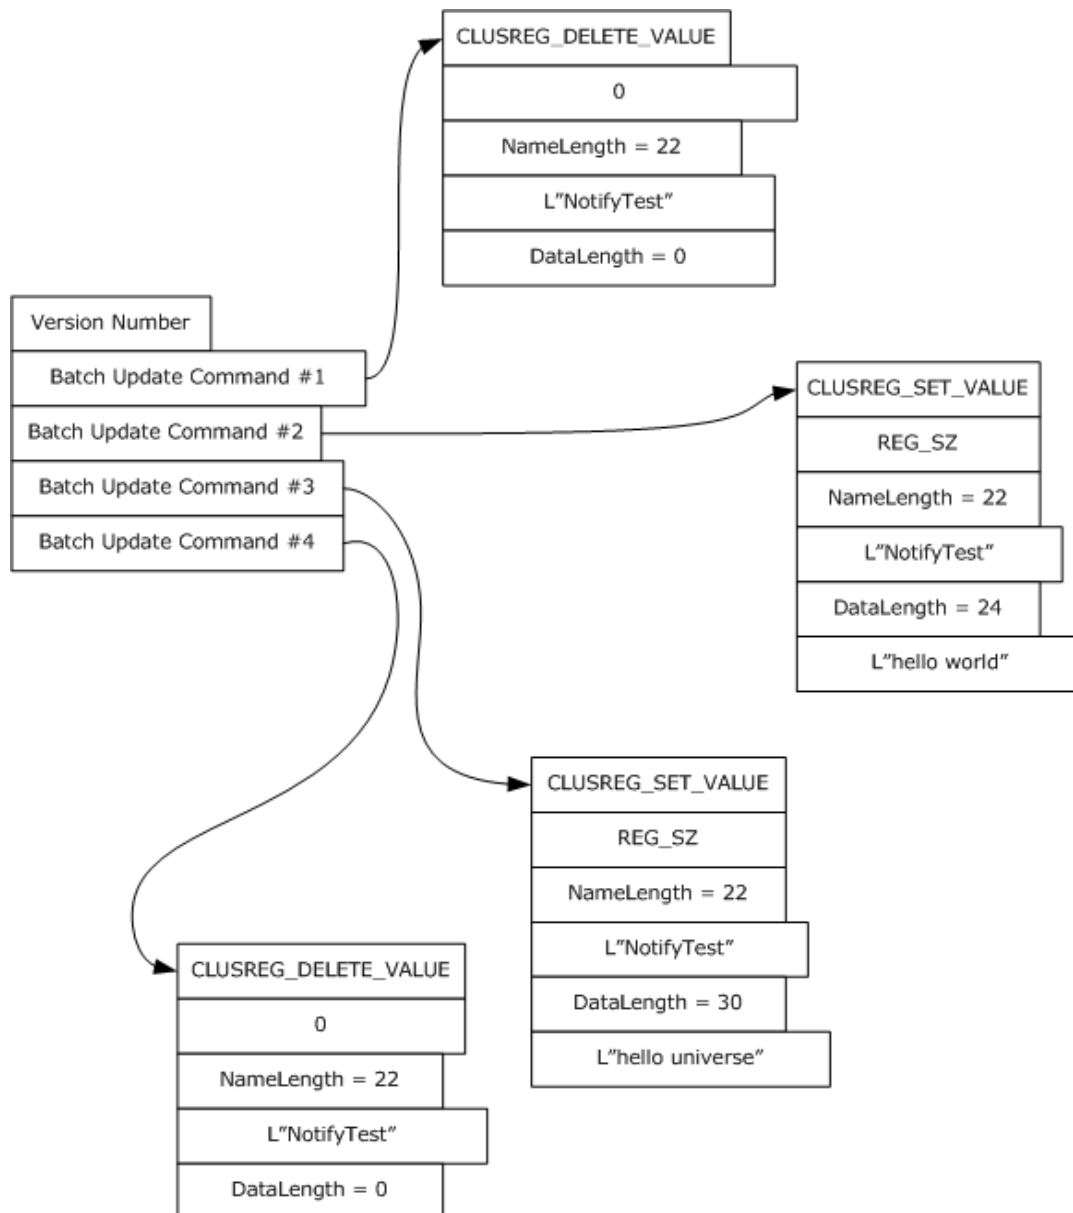 CLUSREG_DELETE_VALUE
0
NameLength = 22
L”NotifyTest”
DataLength = 0
Version Number
Batch Update Command #1
Batch Update Command #2
Batch Update Command #3
Batch Update Command #4
CLUSREG_SET_VALUE
REG_SZ
NameLength = 22
L”NotifyTest”
DataLength = 24
L”hello world”
CLUSREG_SET_VALUE
REG_SZ
NameLength = 22
L”NotifyTest”
DataLength = 30
L”hello universe”
CLUSREG_DELETE_VALUE
0
NameLength = 22
L”NotifyTest”
DataLength = 0